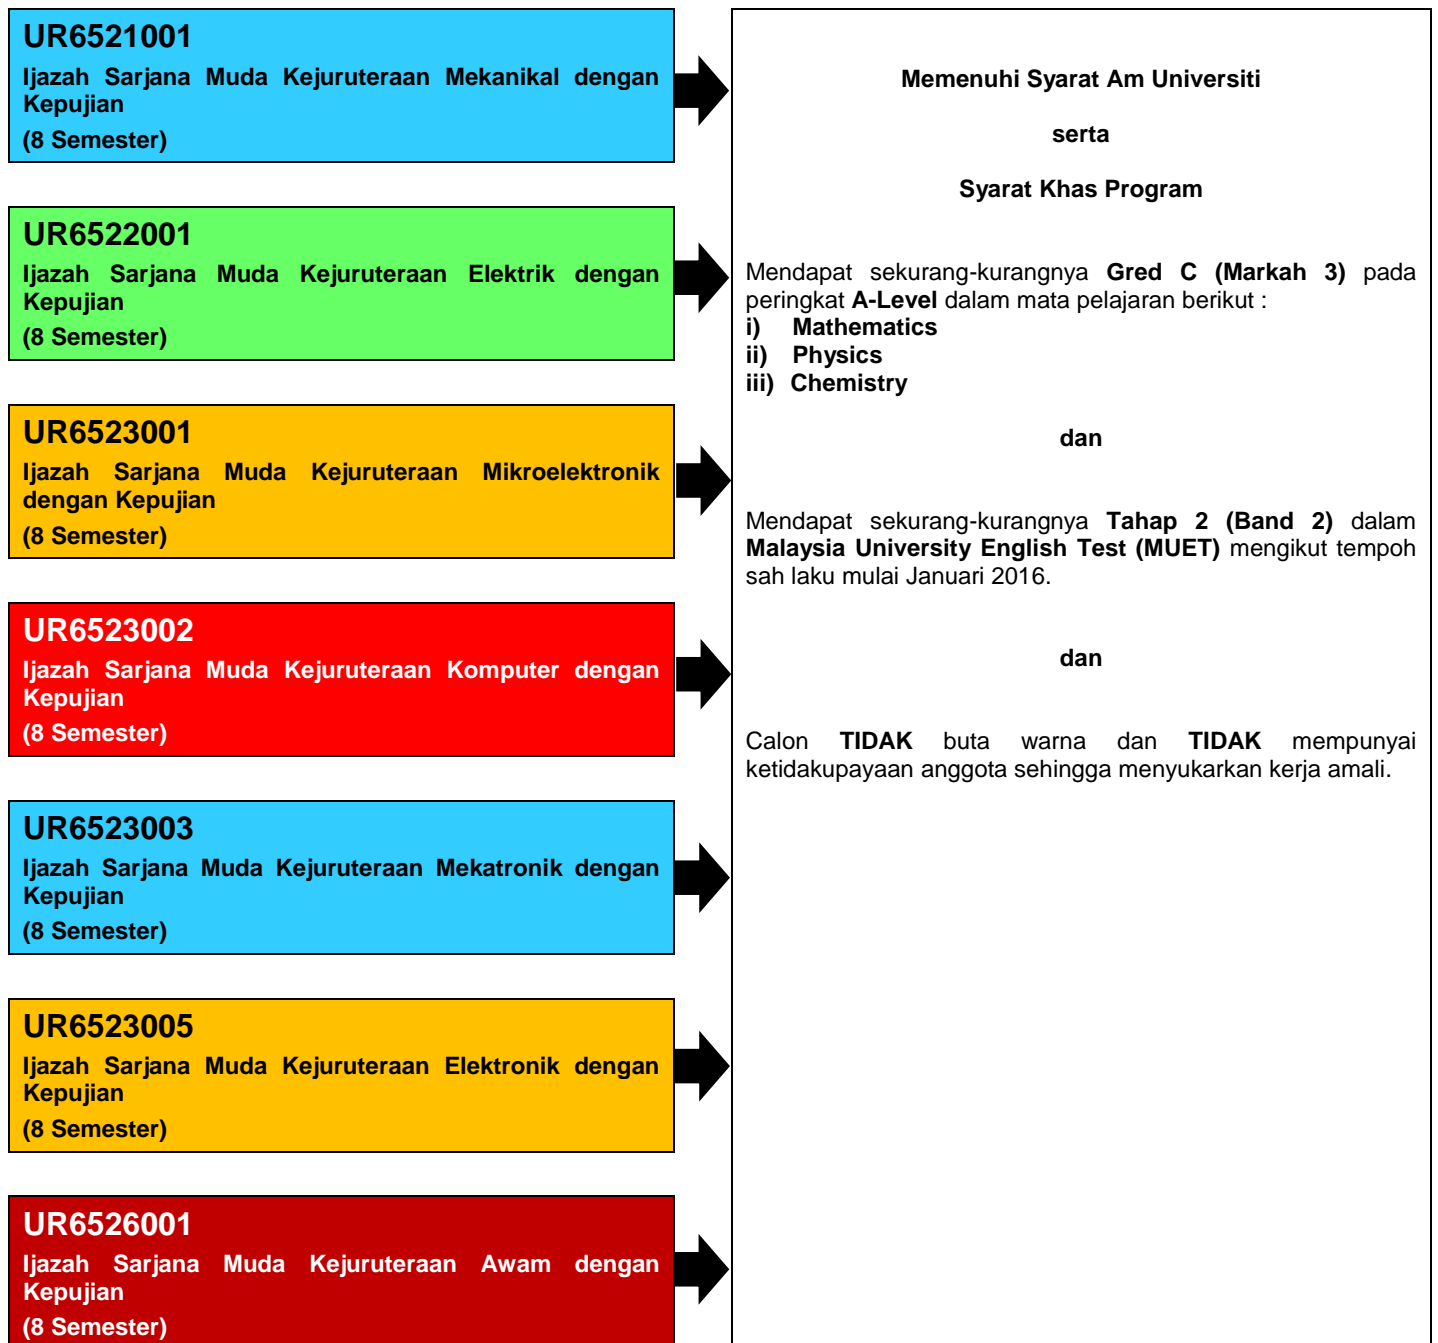 UR6521001
Ijazah Sarjana Muda Kejuruteraan Mekanikal dengan
Kepujian
(8 Semester)
UR6522001
Ijazah Sarjana Muda Kejuruteraan Elektrik dengan
Kepujian
(8 Semester)
UR6523001
Ijazah Sarjana Muda Kejuruteraan Mikroelektronik
dengan Kepujian
(8 Semester)
UR6523002
Ijazah Sarjana Muda Kejuruteraan Komputer dengan
Kepujian
(8 Semester)
UR6523003
Ijazah Sarjana Muda Kejuruteraan Mekatronik dengan
Kepujian
(8 Semester)
UR6523005
Ijazah Sarjana Muda Kejuruteraan Elektronik dengan
Kepujian
(8 Semester)
UR6526001
Ijazah Sarjana Muda Kejuruteraan Awam dengan
Kepujian
(8 Semester)
Memenuhi Syarat Am Universiti
serta
Syarat Khas Program
Mendapat sekurang-kurangnya Gred C (Markah 3) pada
peringkat A-Level dalam mata pelajaran berikut :
i) Mathematics
ii) Physics
iii) Chemistry
dan
Mendapat sekurang-kurangnya Tahap 2 (Band 2) dalam
Malaysia University English Test (MUET) mengikut tempoh
sah laku mulai Januari 2016.
dan
Calon TIDAK buta warna dan TIDAK mempunyai
ketidakupayaan anggota sehingga menyukarkan kerja amali.